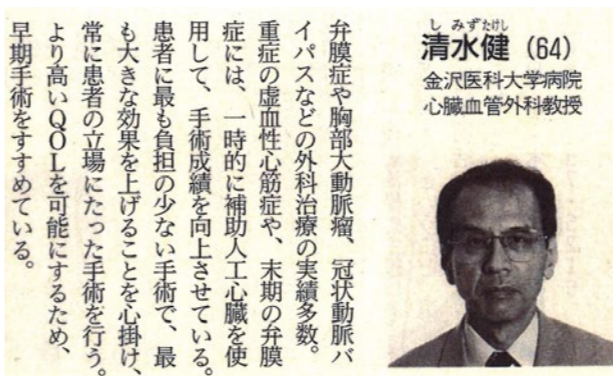 しみずたけし
清水健（64）
金沢医科大学病院
心臓血管外科教授
弁膜症や胸部大動脈瘤、冠状動脈バ
イパスなどの外科治療の実績多数。
重症の虚血性心筋症や、末期の弁膜
症には、一時的に補助人工心臓を使
用して、手術成績を向上させている。
患者に最も負担の少ない手術で、最
も大きな効果を上げることを心掛け、
常に患者の立場にたった手術を行う。
より高いQOLを可能にするため、
早期手術をすすめている。